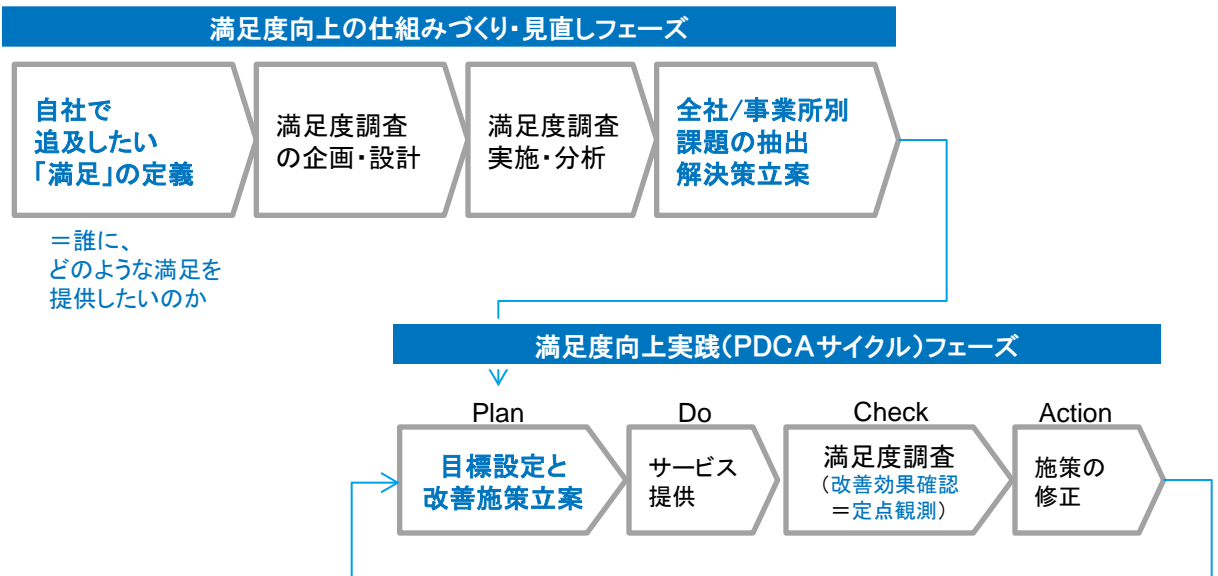 満足度向上の仕組みづくり・見直しフェーズ
自社で
追及したい
「満足」の定義
満足度調査
の企画・設計
満足度調査
実施・分析
全社/事業所別
課題の抽出
解決策立案
＝誰に、
どのような満足を
提供したいのか
満足度向上実践（PDCAサイクル）フェーズ
Plan
目標設定と
改善施策立案
Do
サービス
提供
Check
満足度調査
（改善効果確認
＝定点観測）
Action
施策の
修正